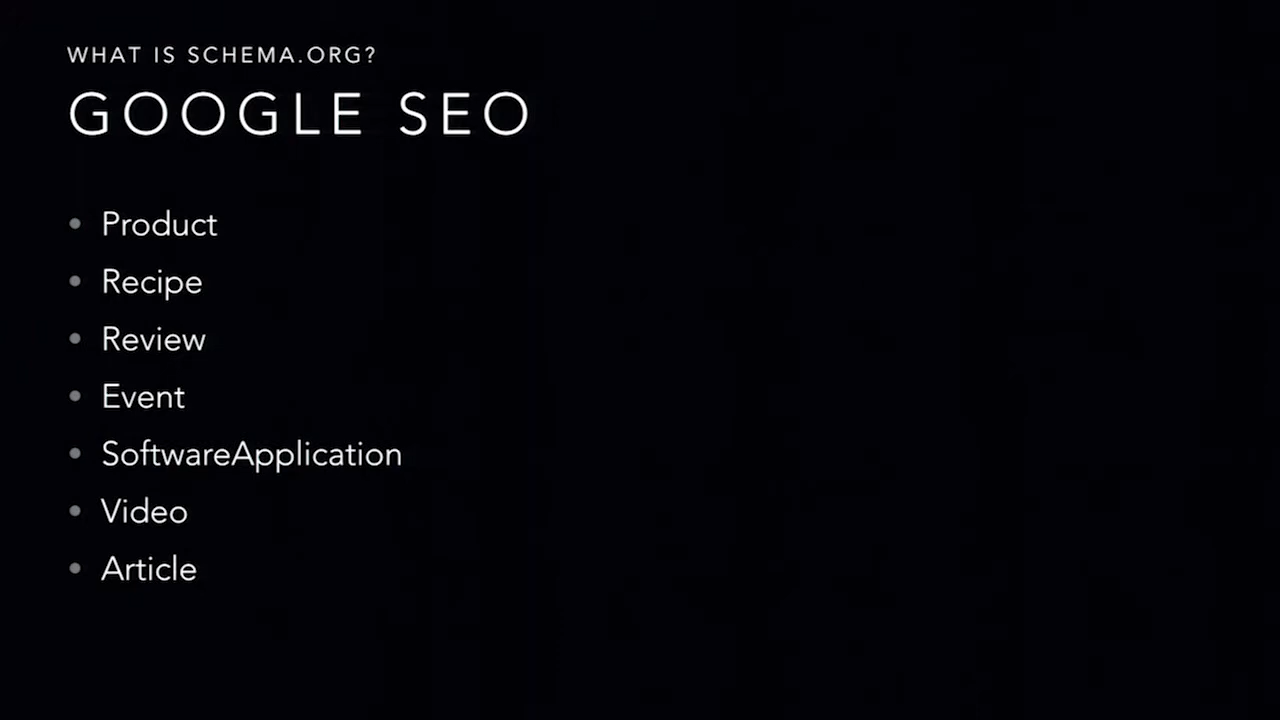 WHAT IS SCHEMA.ORG?
GOOGLE SEO
• Product
• Recipe
• Review
• Event
• SoftwareApplication
• Video
• Article